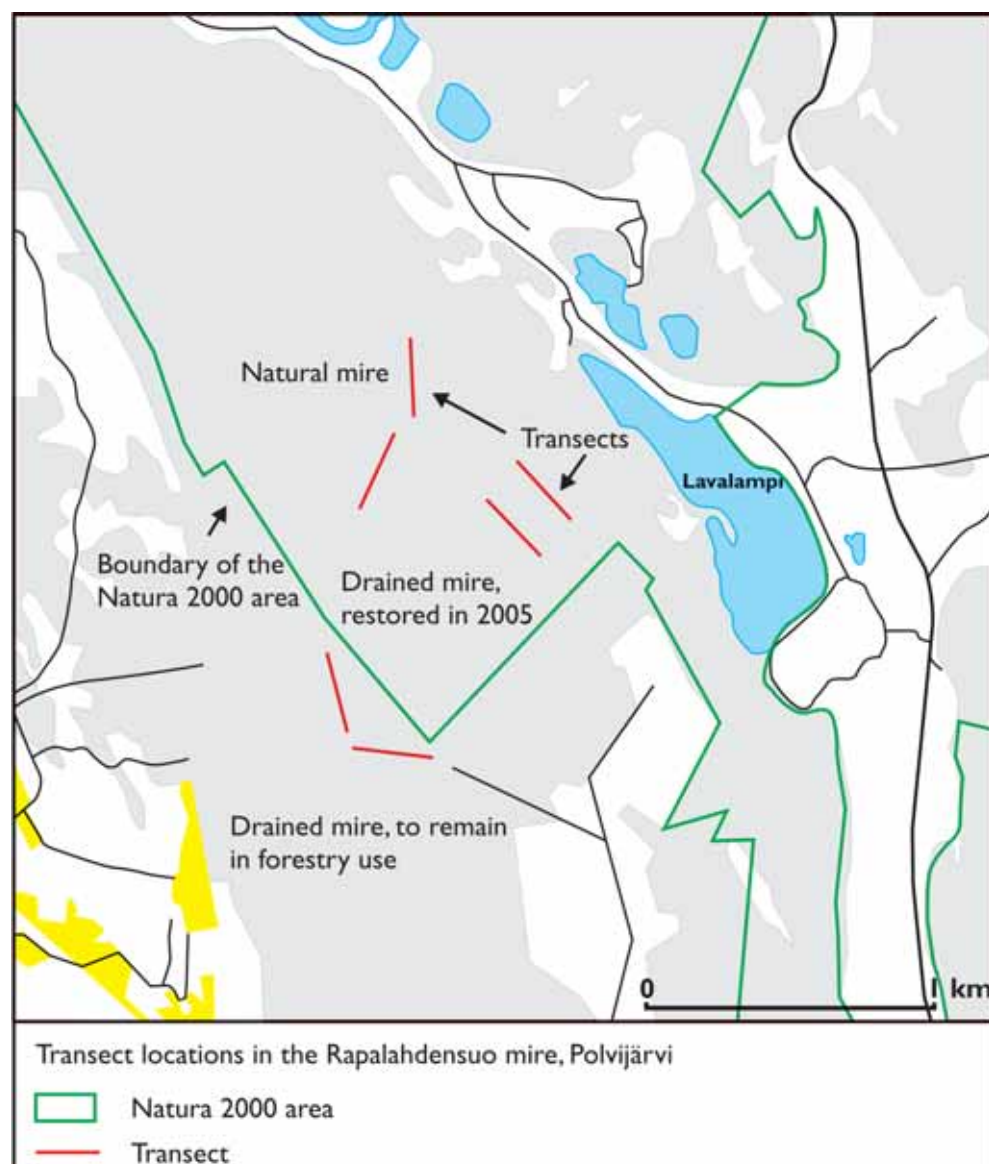 Natural mire
Transects
Lavalampi
Boundary of the
Natura 2000 area
Drained mire,
restored in 2005
Drained mire, to remain
in forestry use
0 1 km
Transect locations in the Rapalahdensuo mire, Polvijärvi
Natura 2000 area
Transect